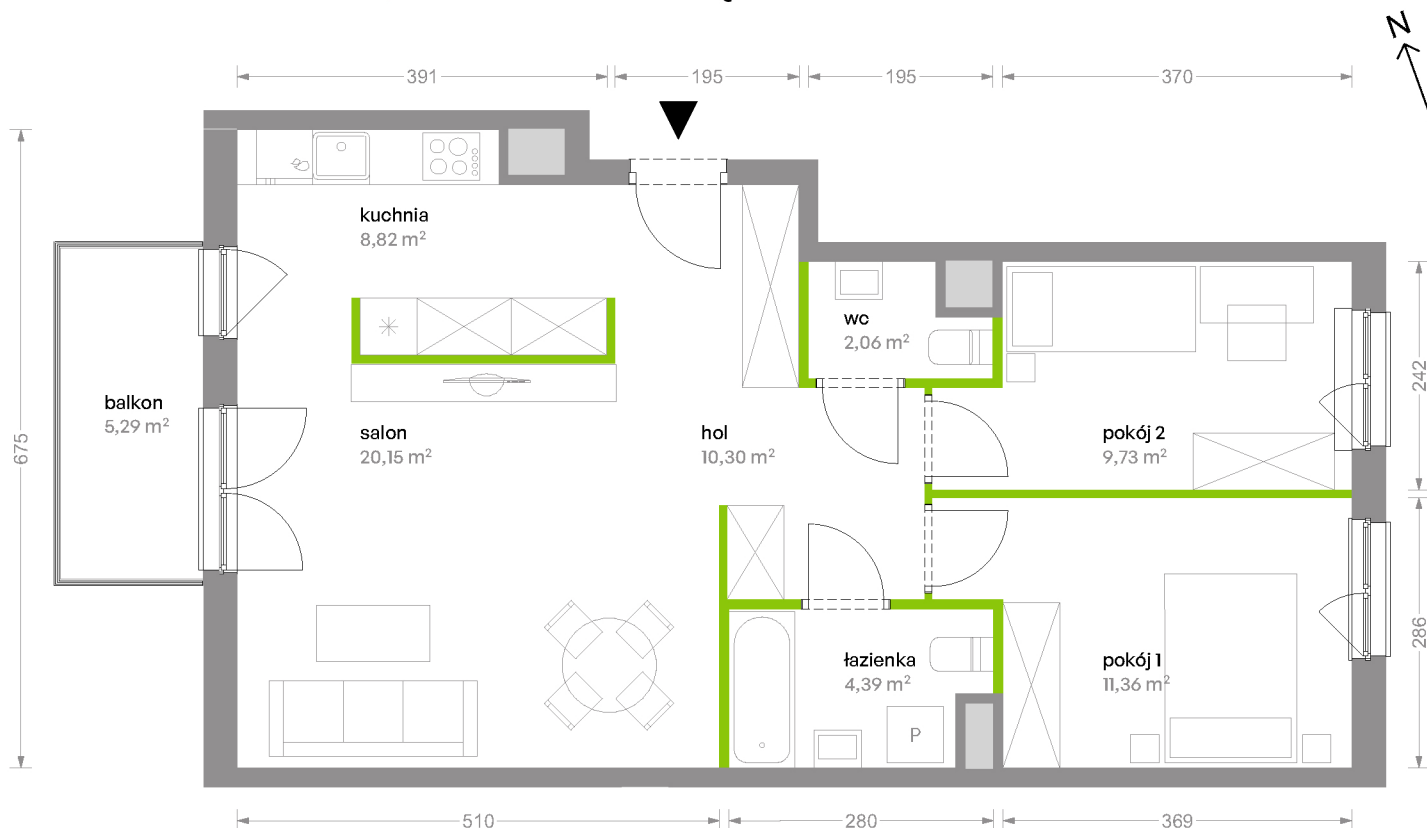 N
391
195
195
370
kuchnia
8,82 m²
wc
2,06 m²
242
balkon
5,29 m²
salon
20,15 m²
hol
10,30 m²
pokój 2
9,73 m²
675
286
łazienka
4,39 m²
pokój 1
11,36 m²
P
510
280
369